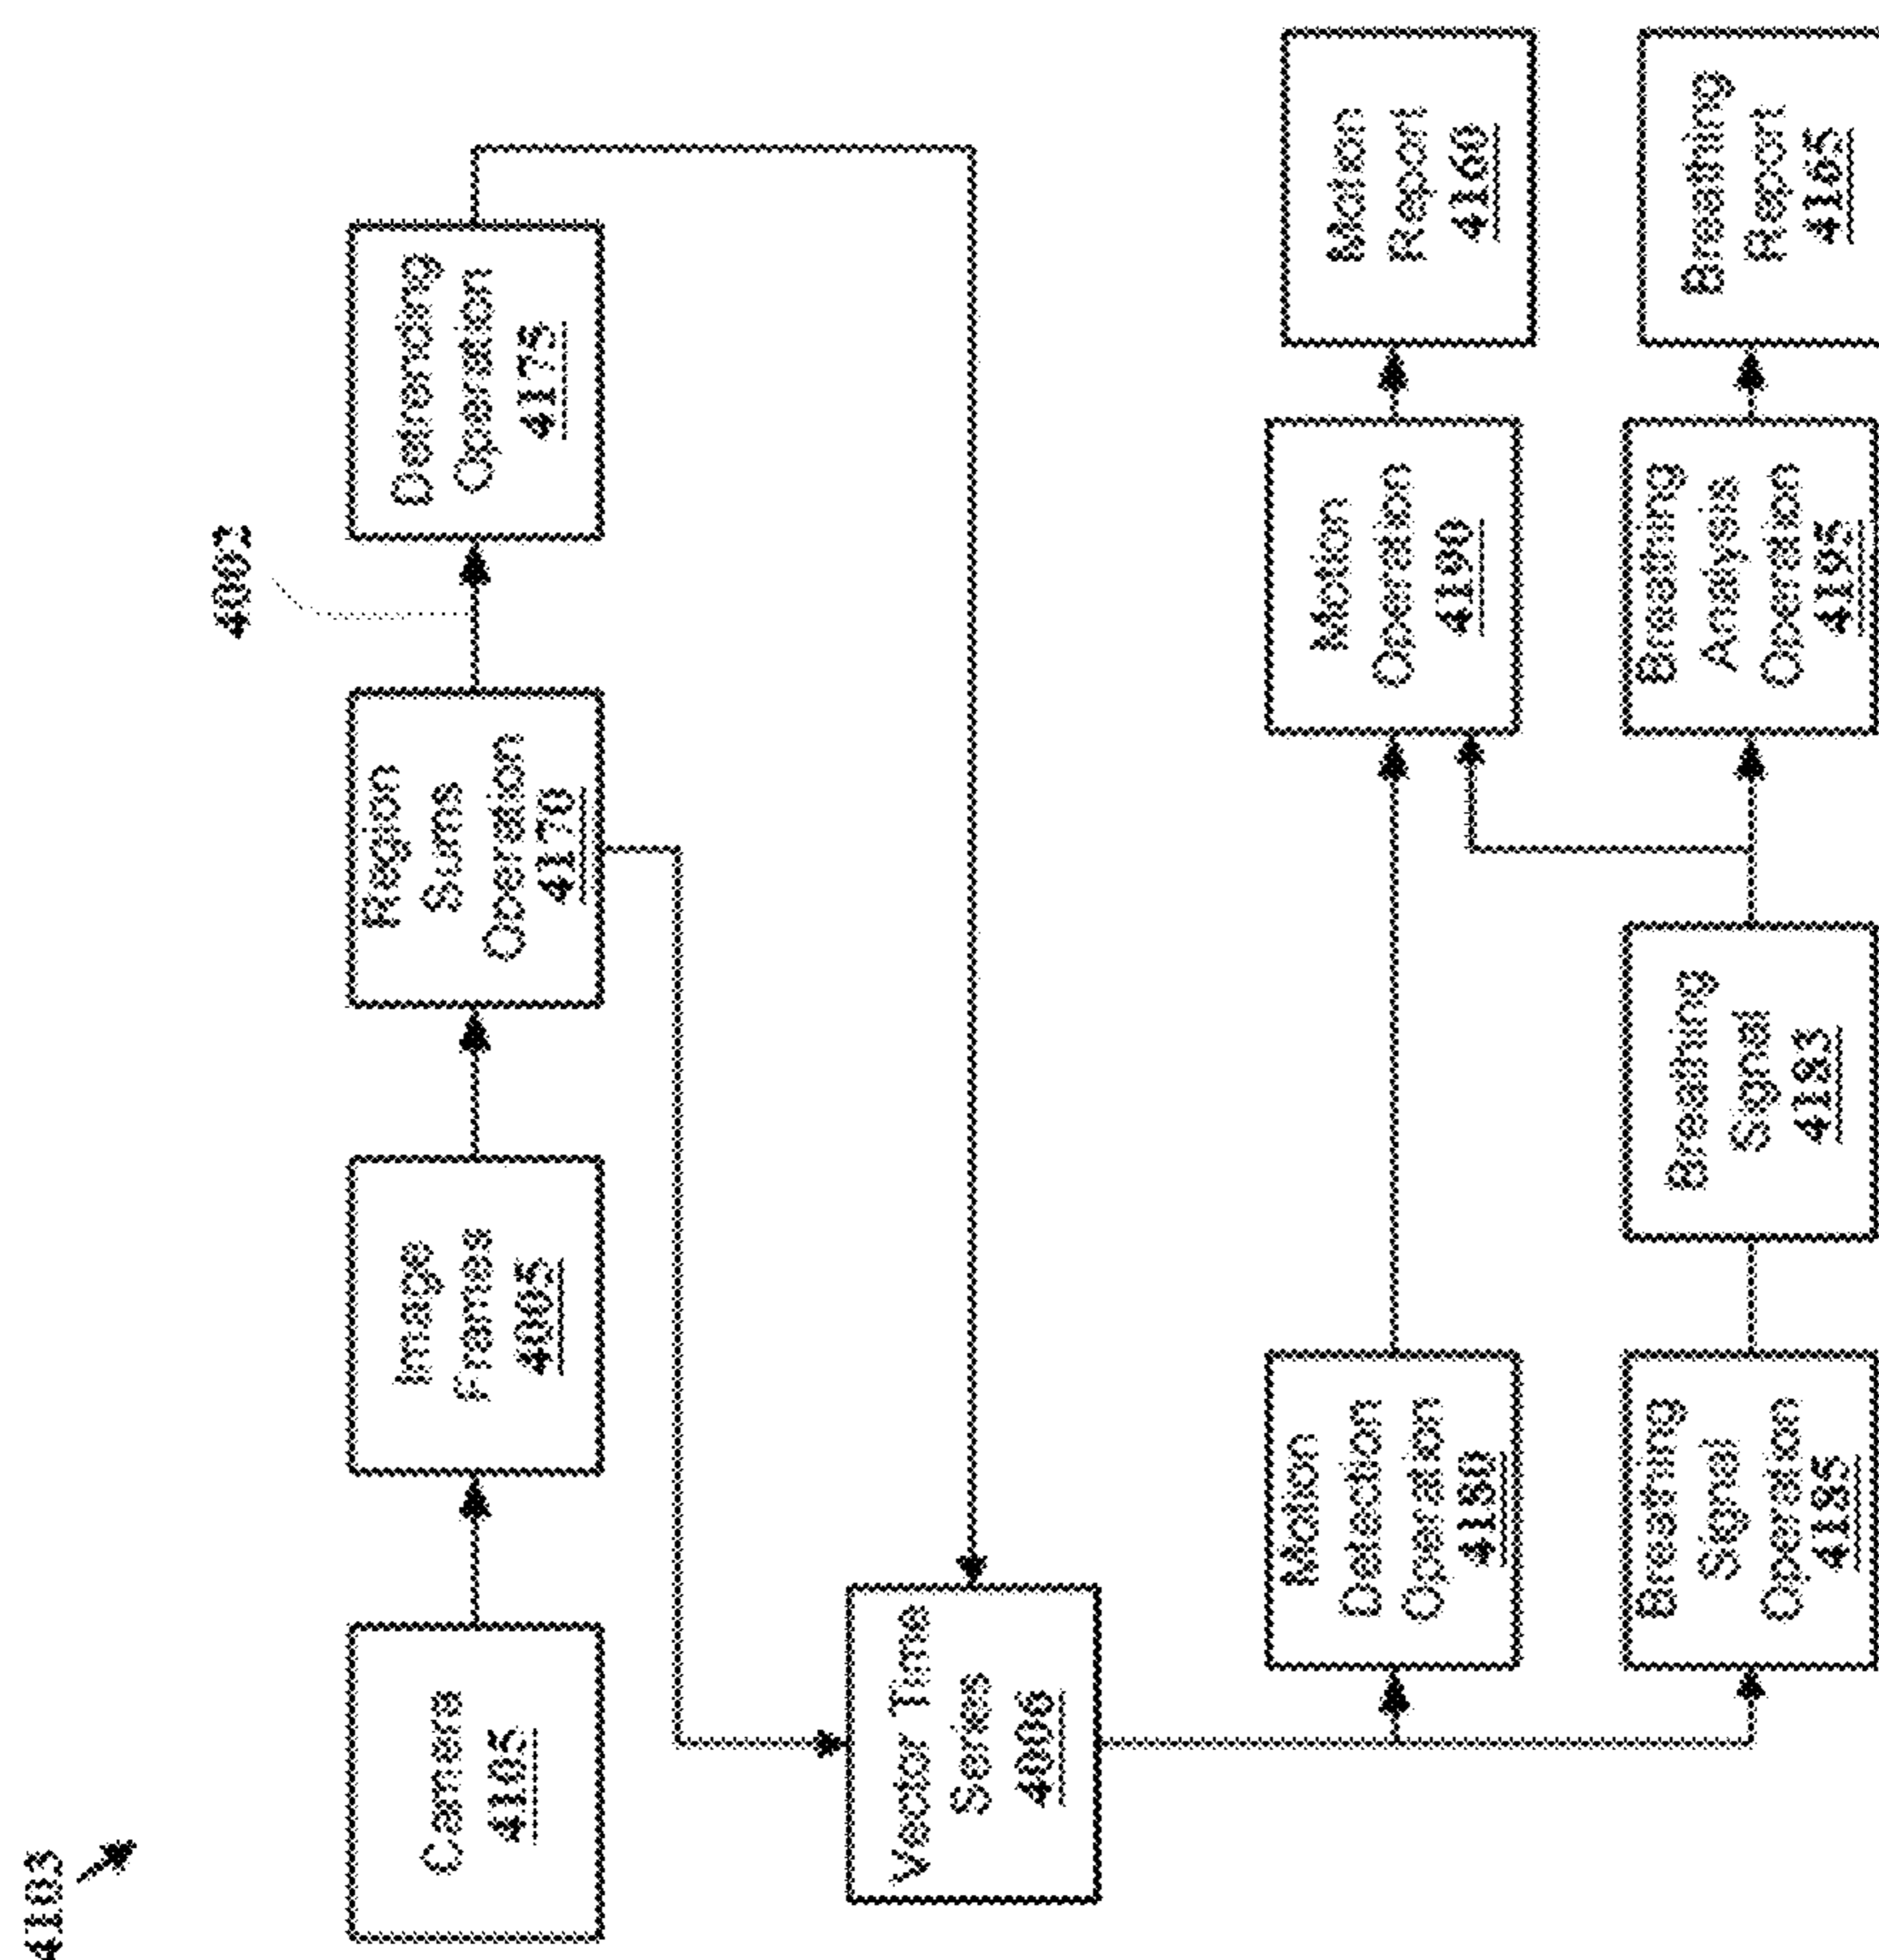 4103
Camera
4105
Image
Frames
4005
Region
Sums
Operation
4170
Detrending
Operation
4175
Vector Time
Series
4006
Motion
Detection
Operation
4180
Motion
Operation
4190
Motion
Report
4160
Breathing
Signal
Operation
4185
Breathing
Signal
4183
Breathing
Analysis
Operation
4195
Breathing
Report
4165